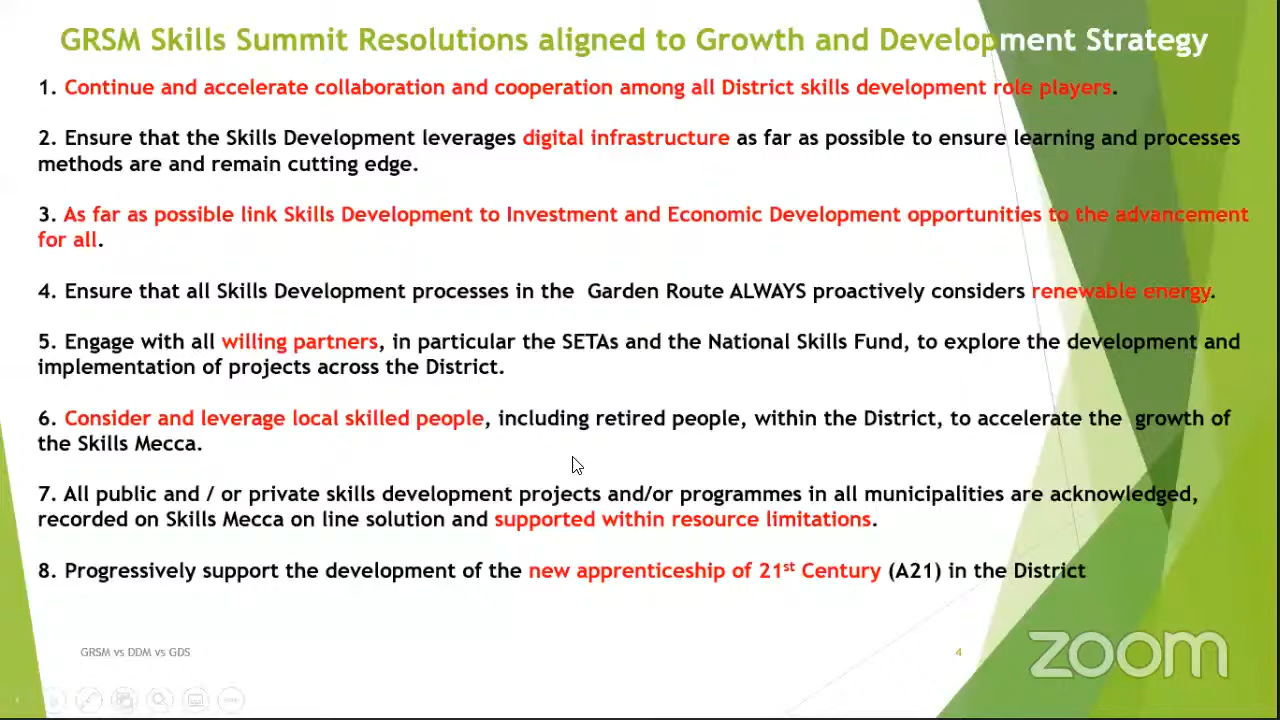 GRSM Skills Summit Resolutions aligned to Growth and Development Strategy
1. Continue and accelerate collaboration and cooperation among all District skills development role players.
2. Ensure that the Skills Development leverages digital infrastructure as far as possible to ensure learning and processes
methods are and remain cutting edge.
3. As far as possible link Skills Development to Investment and Economic Development opportunities to the advancement
for all.
4. Ensure that all Skills Development processes in the  Garden Route ALWAYS proactively considers renewable energy.
5. Engage with all willing partners, in particular the SETAs and the National Skills Fund, to explore the development and
implementation of projects across the District.
6. Consider and leverage local skilled people, including retired people, within the District, to accelerate the  growth of
the Skills Mecca.
7. All public and / or private skills development projects and/or programmes in all municipalities are acknowledged,
recorded on Skills Mecca on line solution and supported within resource limitations.
8. Progressively support the development of the new apprenticeship of 21st Century (A21) in the District
GRSM vs DDM vs GDS
4
zoom